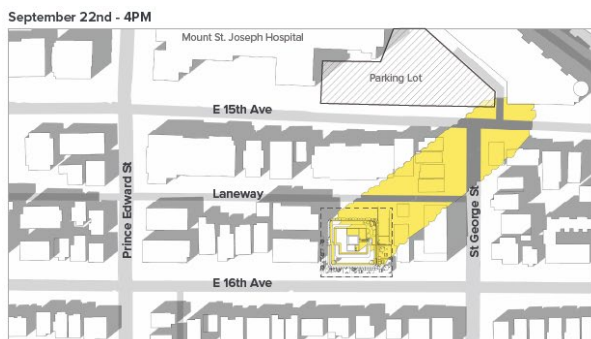 September 22nd - 4PM
Mount St. Joseph Hospital
Parking Lot
E 15th Ave
Prince Edward St
Laneway
St George St
E 16th Ave